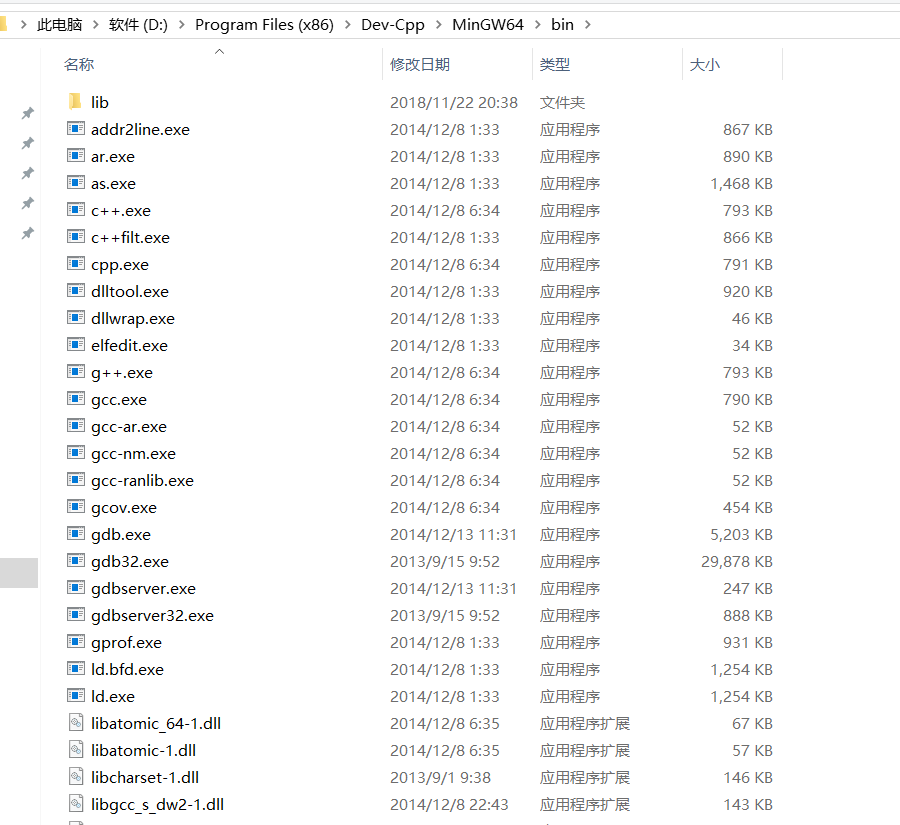 此电脑 > 软件 (D:) > Program Files (x86) > Dev-Cpp > MinGW64 > bin >
名称 修改日期 类型 大小
lib 2018/11/22 20:38 文件夹
addr2line.exe 2014/12/8 1:33 应用程序 867 KB
ar.exe 2014/12/8 1:33 应用程序 890 KB
as.exe 2014/12/8 1:33 应用程序 1,468 KB
c++.exe 2014/12/8 6:34 应用程序 793 KB
c++filt.exe 2014/12/8 1:33 应用程序 866 KB
cpp.exe 2014/12/8 6:34 应用程序 791 KB
dlltool.exe 2014/12/8 1:33 应用程序 920 KB
dllwrap.exe 2014/12/8 1:33 应用程序 46 KB
elfedit.exe 2014/12/8 1:33 应用程序 34 KB
g++.exe 2014/12/8 6:34 应用程序 793 KB
gcc.exe 2014/12/8 6:34 应用程序 790 KB
gcc-ar.exe 2014/12/8 6:34 应用程序 52 KB
gcc-nm.exe 2014/12/8 6:34 应用程序 52 KB
gcc-ranlib.exe 2014/12/8 6:34 应用程序 52 KB
gcov.exe 2014/12/8 6:34 应用程序 454 KB
gdb.exe 2014/12/13 11:31 应用程序 5,203 KB
gdb32.exe 2013/9/15 9:52 应用程序 29,878 KB
gdbserver.exe 2014/12/13 11:31 应用程序 247 KB
gdbserver32.exe 2013/9/15 9:52 应用程序 888 KB
gprof.exe 2014/12/8 1:33 应用程序 931 KB
ld.bfd.exe 2014/12/8 1:33 应用程序 1,254 KB
ld.exe 2014/12/8 1:33 应用程序 1,254 KB
libatomic_64-1.dll 2014/12/8 6:35 应用程序扩展 67 KB
libatomic-1.dll 2014/12/8 6:35 应用程序扩展 57 KB
libcharset-1.dll 2013/9/1 9:38 应用程序扩展 146 KB
libgcc_s_dw2-1.dll 2014/12/8 22:43 应用程序扩展 143 KB